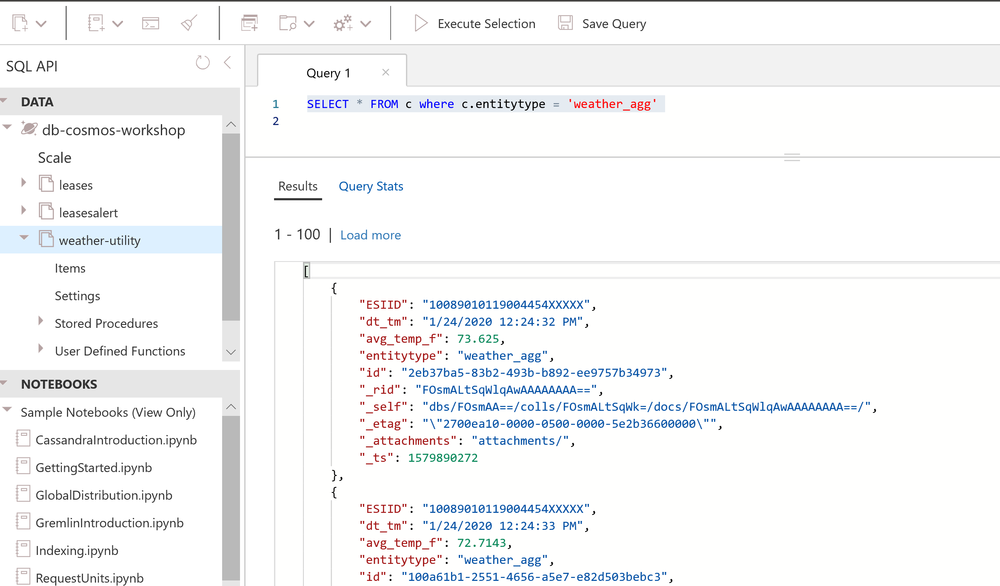 Execute Selection
Save Query
SQL API
DATA
db-cosmos-workshop
Scale
leases
leasesalert
weather-utility
Items
Settings
Stored Procedures
User Defined Functions
NOTEBOOKS
Sample Notebooks (View Only)
CassandraIntroduction.ipynb
GettingStarted.ipynb
GlobalDistribution.ipynb
GremlinIntroduction.ipynb
Indexing.ipynb
RequestUnits.ipynb
Query 1
1 SELECT * FROM c where c.entitytype = 'weather_agg'
2
Results Query Stats
1 - 100 | Load more
[
{
"ESIID": "10089010119004454XXXXX",
"dt_tm": "1/24/2020 12:24:32 PM",
"avg_temp_f": 73.625,
"entitytype": "weather_agg",
"id": "2eb37ba5-83b2-493b-b892-ee9757b34973",
"_rid": "FOsmALtSqWlqAwAAAAAAAA==",
"_self": "dbs/FOsmAA==/colls/FOsmALtSqWk=/docs/FOsmALtSqWlqAwAAAAAAAA==/",
"_etag": "\"2700ea10-0000-0500-0000-5e2b36600000\"",
"_attachments": "attachments/",
"_ts": 1579890272
},
{
"ESIID": "10089010119004454XXXXX",
"dt_tm": "1/24/2020 12:24:33 PM",
"avg_temp_f": 72.7143,
"entitytype": "weather_agg",
"id": "100a61b1-2551-4656-a5e7-e82d503bebc3",